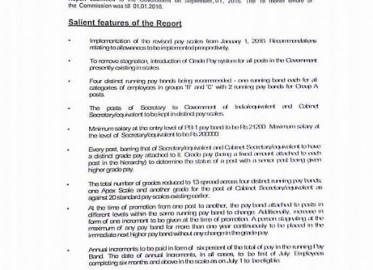 the Commission was till 01.01.2016.
Salient features of the Report
Implementation of the revised pay scales from January 1, 2016. Recommendations
relating to allowances to be implemented prospectively.
To remove stagnation, introduction of Grade Pay system for all posts in the Government
presently existing in scales.
Four distinct running pay bands being recommended - one running band each for all
categories of employees in groups 'B' and 'C' with 2 running pay bands for Group A
posts.
The posts of Secretary to Government of India/equivalent and Cabinet
Secretary/equivalent to be kept in distinct pay scales.
Minimum salary at the entry level of PB-1 pay band to be Rs.21200. Maximum salary at
the level of Secretary/equivalent to be Rs.200000.
Every post, barring that of Secretary/equivalent and Cabinet Secretary/equivalent to have
a distinct grade pay attached to it. Grade pay (being a fixed amount attached to each
post in the hierarchy) to determine the status of a post with a senior post being given
higher grade pay.
The total number of grades reduced to 13 spread across four distinct running pay bands,
one Apex Scale and another grade for the post of Cabinet Secretary/equivalent as
against 20 standard pay scales existing earlier.
At the time of promotion from one post to another, the pay band attached to posts in
different levels within the same running pay band to change. Additionally, increase in
form of one increment to be given at the time of promotion. A person stagnating at the
maximum of any pay band for more than one year continuously to be placed in the
immediate next higher pay band without any change in the grade pay.
Annual increments to be paid in form of six percent of the total of pay in the running Pay
Band. The date of annual increments, in all cases, to be first of July. Employees
completing six months and above in the scale as on July 1 to be eligible.